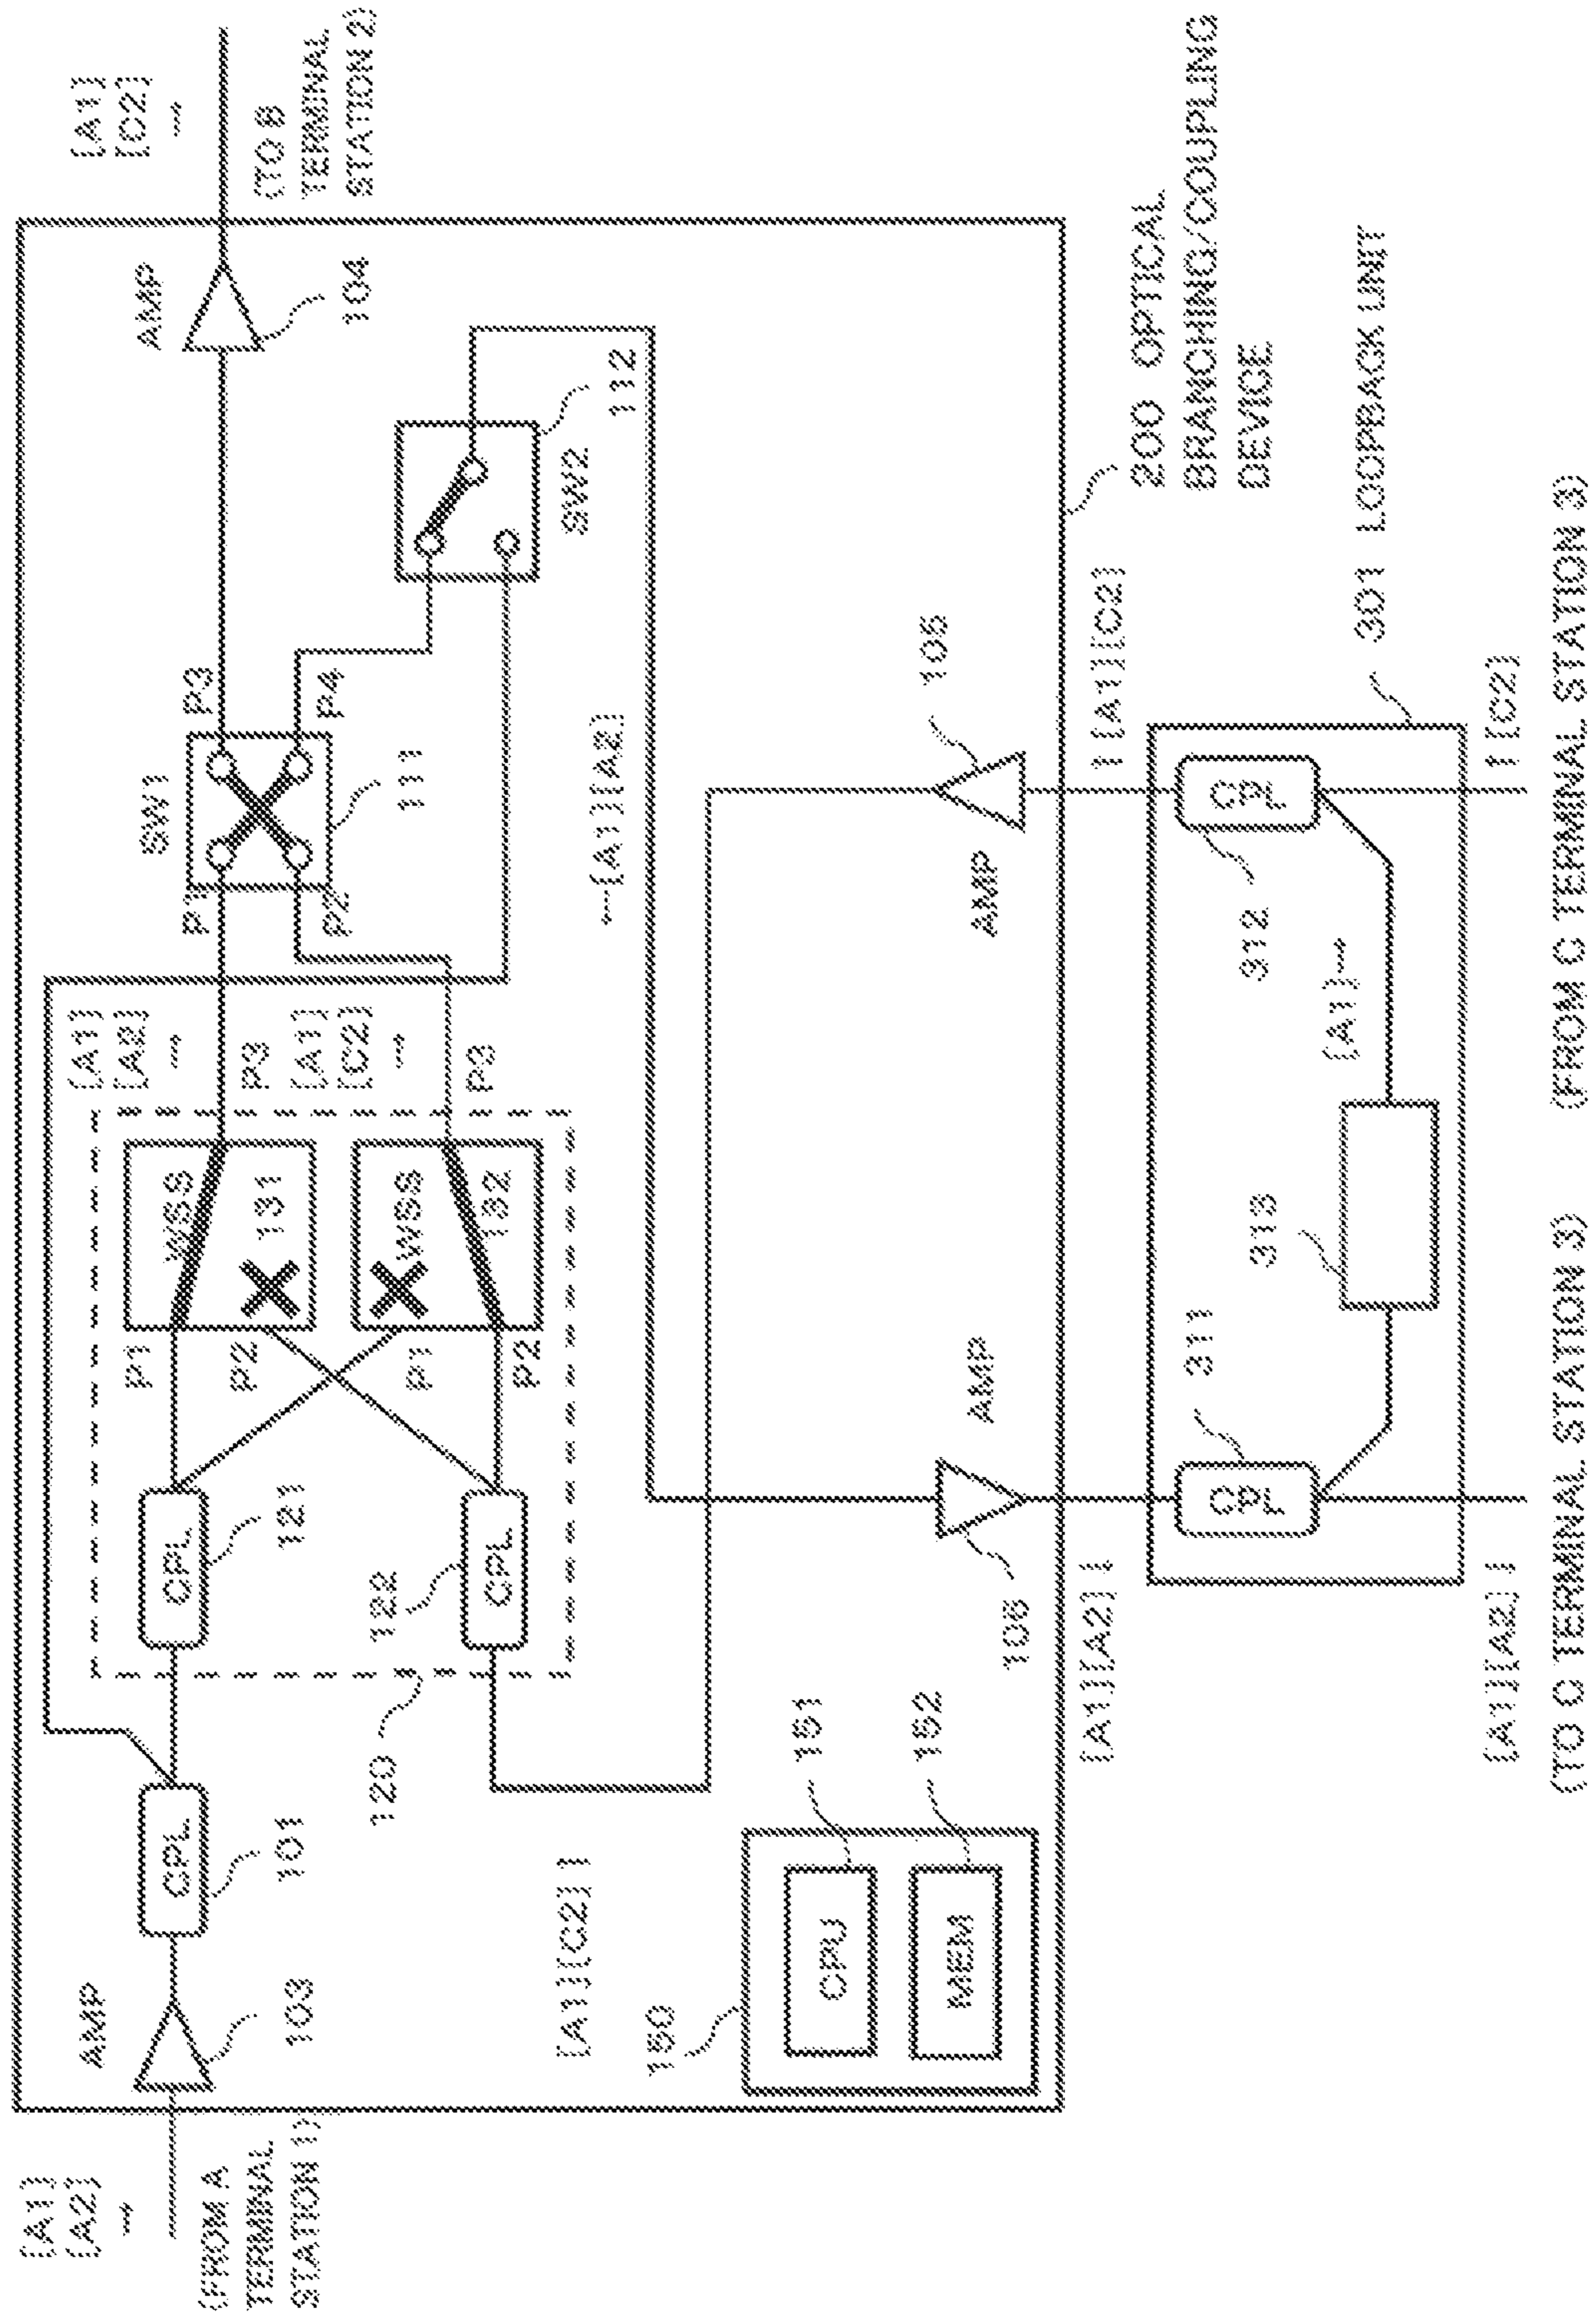 [A1]
[A2]
→
(FROM A
TERMINAL
STATION 1)
AMP
103
CPL
101
120
CPL
121
122
CPL
P1
P2
P1
P2
WSS
131
WSS
132
[A1]
[A2]
→
P3
[A1]
[C2]
→
P3
P1
P2
SW1
111
P3
P4
SW2
112
AMP
104
[A1]
[C2]
→
(TO B
TERMINAL
STATION 2)
←[A1][A2]
[A1][C2]
150
CPU
151
MEM
152
AMP
106
AMP
105
200 OPTICAL
BRANCHING/COUPLING
DEVICE
[A1][A2]
[A1][C2]
CPL
311
313
[A1]→
CPL
312
301 LOOPBACK UNIT
[A1][A2]
[C2]
(TO C TERMINAL STATION 3)
(FROM C TERMINAL STATION 3)